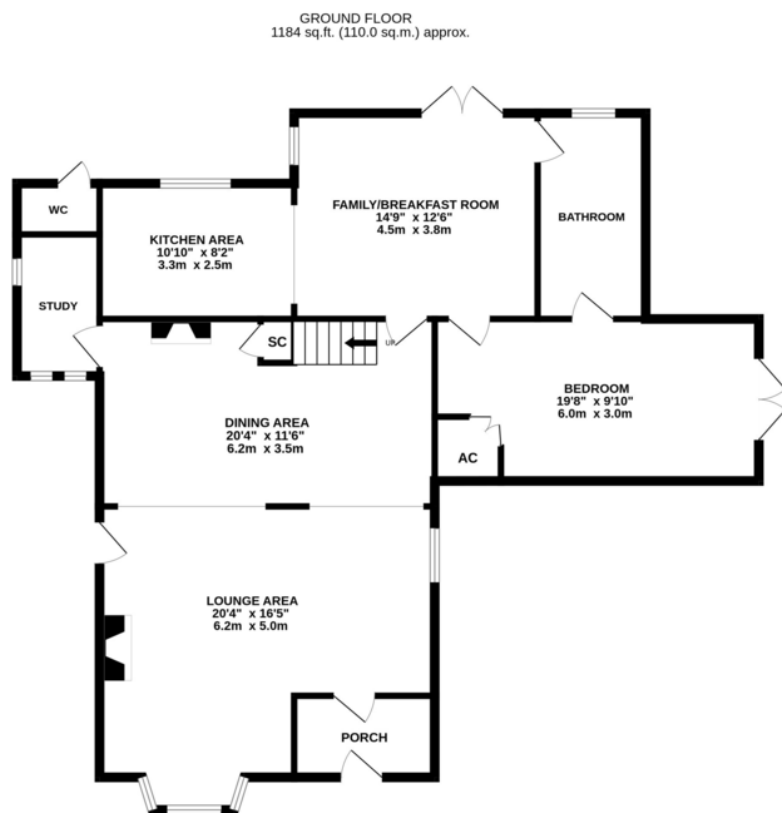 GROUND FLOOR
1184 sq.ft. (110.0 sq.m.) approx.
WC
KITCHEN AREA
10'10" x 8'2"
3.3m x 2.5m
FAMILY/BREAKFAST ROOM
14'9" x 12'6"
4.5m x 3.8m
BATHROOM
STUDY
SC
UP
DINING AREA
20'4" x 11'6"
6.2m x 3.5m
BEDROOM
19'8" x 9'10"
6.0m x 3.0m
AC
LOUNGE AREA
20'4" x 16'5"
6.2m x 5.0m
PORCH